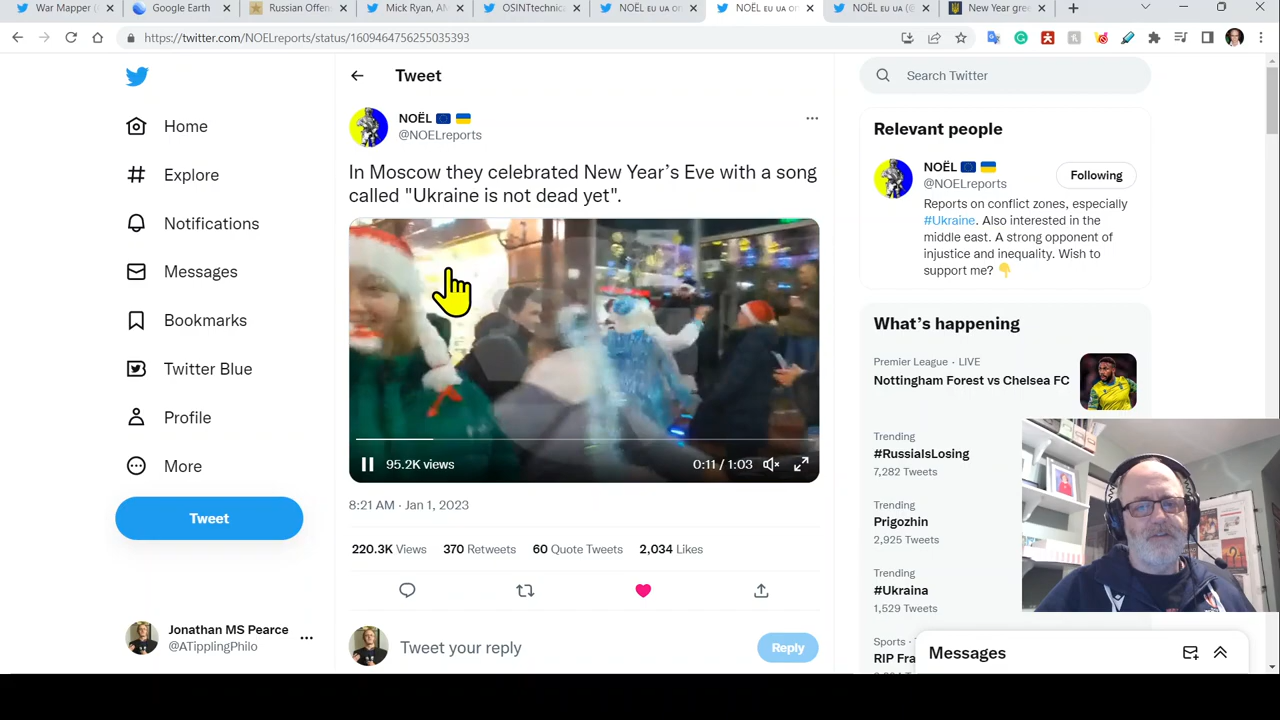 War Mapper (
Google Earth
Russian Offen
Mick Ryan, AM
OSINTtechnica
NOËL EU UA on
NOËL EU UA on
NOËL EU UA (@
New Year gree
https://twitter.com/NOELreports/status/1609464756255035393
Home
Explore
Notifications
Messages
Bookmarks
Twitter Blue
Profile
More
Tweet
Jonathan MS Pearce
@ATipplingPhilo
Tweet
NOËL
@NOELreports
In Moscow they celebrated New Year's Eve with a song
called "Ukraine is not dead yet".
95.2K views
0:11 / 1:03
8:21 AM · Jan 1, 2023
220.3K Views 370 Retweets 60 Quote Tweets 2,034 Likes
Tweet your reply
Reply
Search Twitter
Relevant people
NOËL
@NOELreports
Following
Reports on conflict zones, especially
#Ukraine. Also interested in the
middle east. A strong opponent of
injustice and inequality. Wish to
support me?
What's happening
Premier League · LIVE
Nottingham Forest vs Chelsea FC
Trending
#RussiaIsLosing
7,282 Tweets
Trending
Prigozhin
2,925 Tweets
Trending
#Ukraina
1,529 Tweets
Sports ·
RIP Fra
Messages